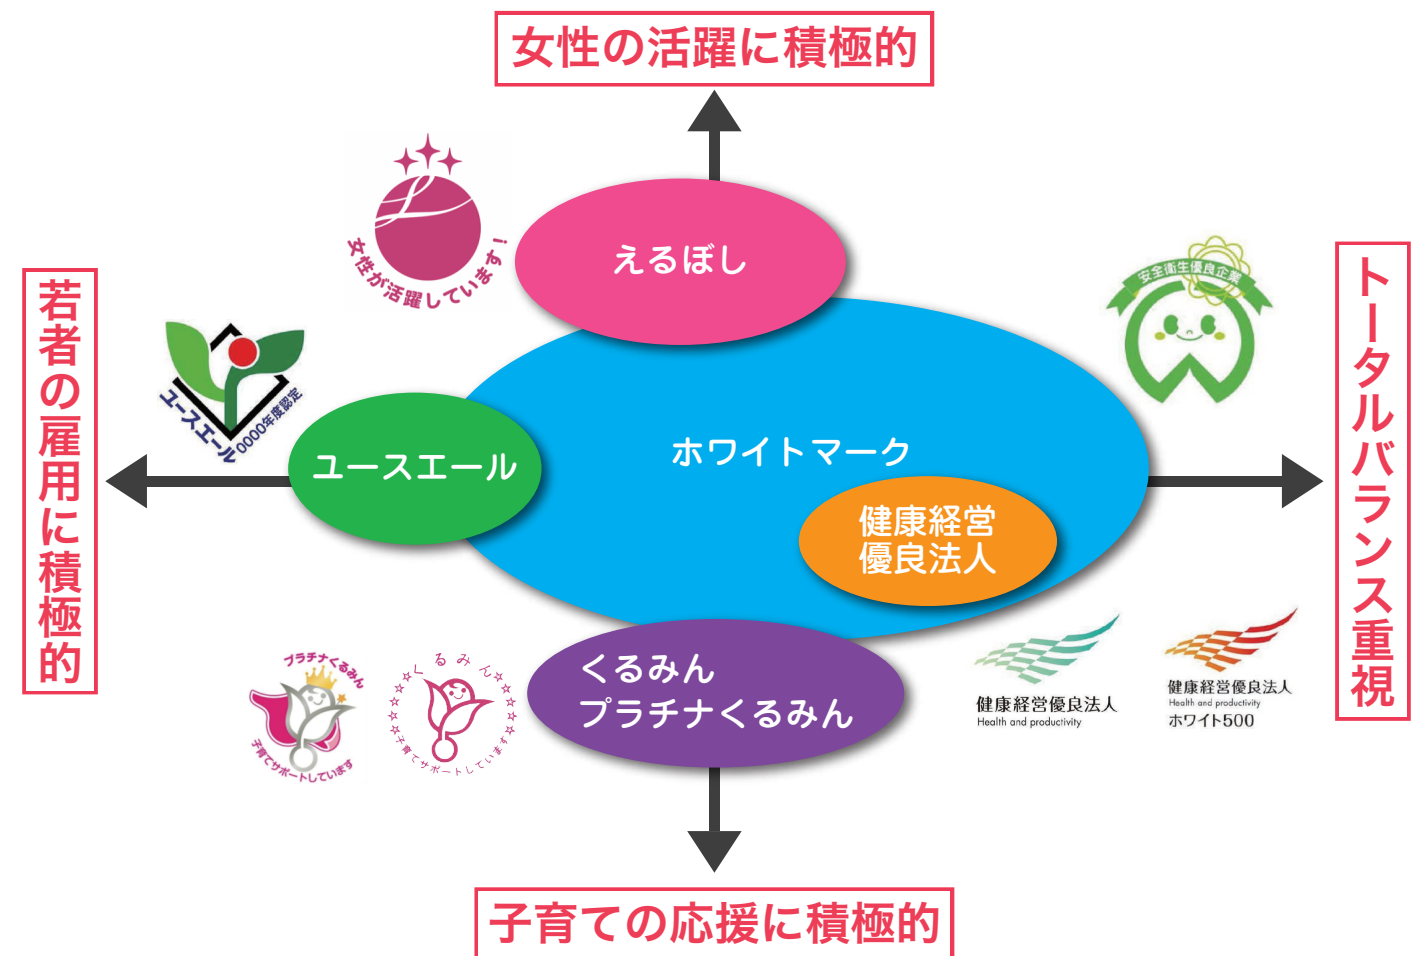 女性の活躍に積極的
女性が活躍しています!
えるぼし
安全衛生優良企業
若者の雇用に積極的
トータルバランス重視
ユースエール
0000年度認定
ユースエール
ホワイトマーク
健康経営
優良法人
プラチナくるみん
子育てサポートしています
くるみん
子育てサポートしています
くるみん
プラチナくるみん
健康経営優良法人
Health and productivity
健康経営優良法人
Health and productivity
ホワイト500
子育ての応援に積極的